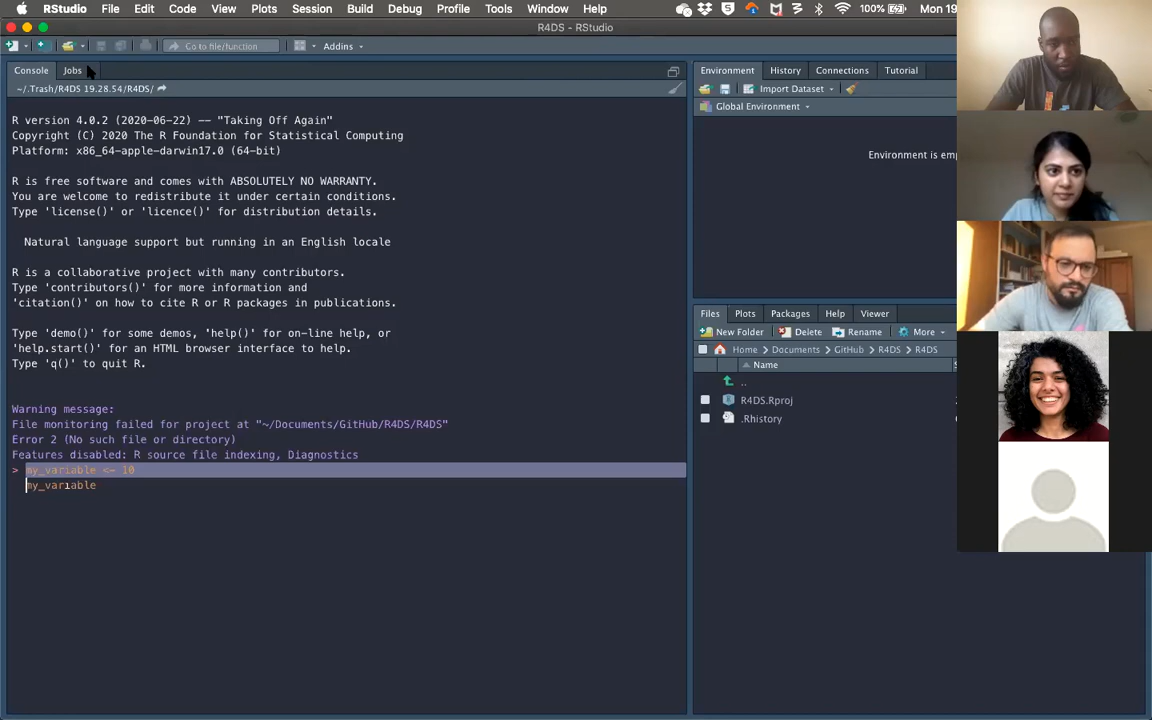 RStudio File Edit Code View Plots Session Build Debug Profile Tools Window Help 100% Mon 19
R4DS - RStudio
Go to file/function Addins
Console Jobs
~/.Trash/R4DS 19.28.54/R4DS/
R version 4.0.2 (2020-06-22) -- "Taking Off Again"
Copyright (C) 2020 The R Foundation for Statistical Computing
Platform: x86_64-apple-darwin17.0 (64-bit)
R is free software and comes with ABSOLUTELY NO WARRANTY.
You are welcome to redistribute it under certain conditions.
Type 'license()' or 'licence()' for distribution details.
Natural language support but running in an English locale
R is a collaborative project with many contributors.
Type 'contributors()' for more information and
'citation()' on how to cite R or R packages in publications.
Type 'demo()' for some demos, 'help()' for on-line help, or
'help.start()' for an HTML browser interface to help.
Type 'q()' to quit R.
Warning message:
File monitoring failed for project at "~/Documents/GitHub/R4DS/R4DS"
Error 2 (No such file or directory)
Features disabled: R source file indexing, Diagnostics
> my_variable <- 10
my_variable
Environment History Connections Tutorial
Import Dataset
Global Environment
Environment is emp
Files Plots Packages Help Viewer
New Folder Delete Rename More
Home Documents GitHub R4DS R4DS
Name
..
R4DS.Rproj
.Rhistory